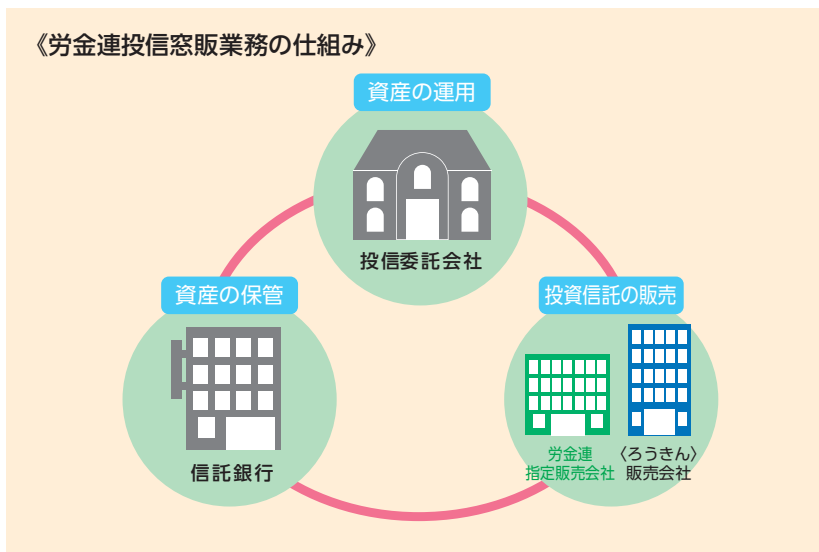 《労金連投信窓販業務の仕組み》
資産の運用
投信委託会社
資産の保管
信託銀行
投資信託の販売
労金連
指定販売会社
〈ろうきん〉
販売会社